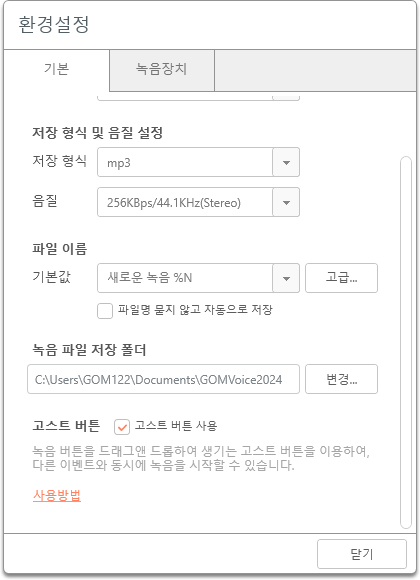 환경설정
기본
녹음장치
저장 형식 및 음질 설정
저장 형식
mp3
음질
256KBps/44.1KHz(Stereo)
파일 이름
기본값
새로운 녹음 %N
고급...
파일명 묻지 않고 자동으로 저장
녹음 파일 저장 폴더
C:\Users\GOM122\Documents\GOMVoice2024
변경...
고스트 버튼
고스트 버튼 사용
녹음 버튼을 드래그앤 드롭하여 생기는 고스트 버튼을 이용하여,
다른 이벤트와 동시에 녹음을 시작할 수 있습니다.
사용방법
닫기